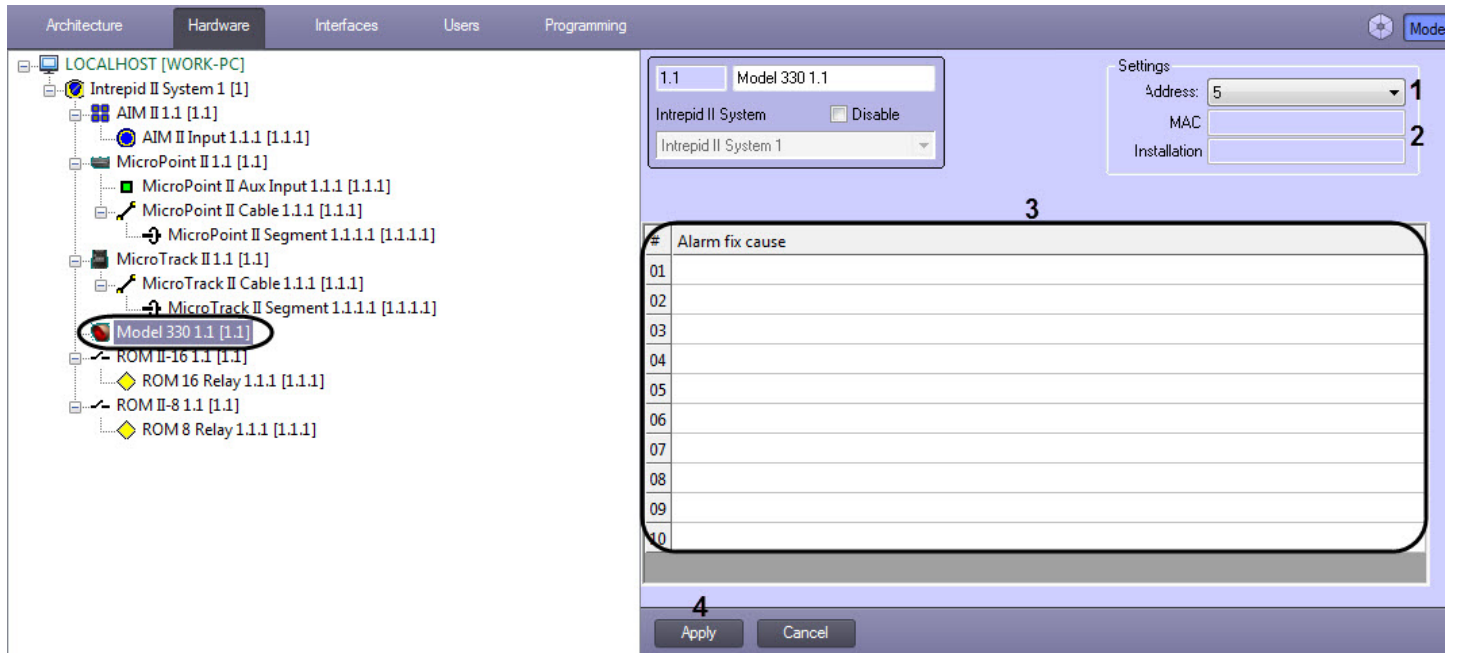 Architecture Hardware Interfaces Users Programming Mode
LOCALHOST [WORK-PC]
Intrepid II System 1 [1]
AIM II 1.1 [1.1]
AIM II Input 1.1.1 [1.1.1]
MicroPoint II 1.1 [1.1]
MicroPoint II Aux Input 1.1.1 [1.1.1]
MicroPoint II Cable 1.1.1 [1.1.1]
MicroPoint II Segment 1.1.1.1 [1.1.1.1]
MicroTrack II 1.1 [1.1]
MicroTrack II Cable 1.1.1 [1.1.1]
MicroTrack II Segment 1.1.1.1 [1.1.1.1]
Model 330 1.1 [1.1]
ROM II-16 1.1 [1.1]
ROM 16 Relay 1.1.1 [1.1.1]
ROM II-8 1.1 [1.1]
ROM 8 Relay 1.1.1 [1.1.1]
1.1 Model 330 1.1
Intrepid II System Disable
Intrepid II System 1
Settings
Address: 5 1
MAC
2
Installation
3
# Alarm fix cause
01
02
03
04
05
06
07
08
09
10
4
Apply Cancel